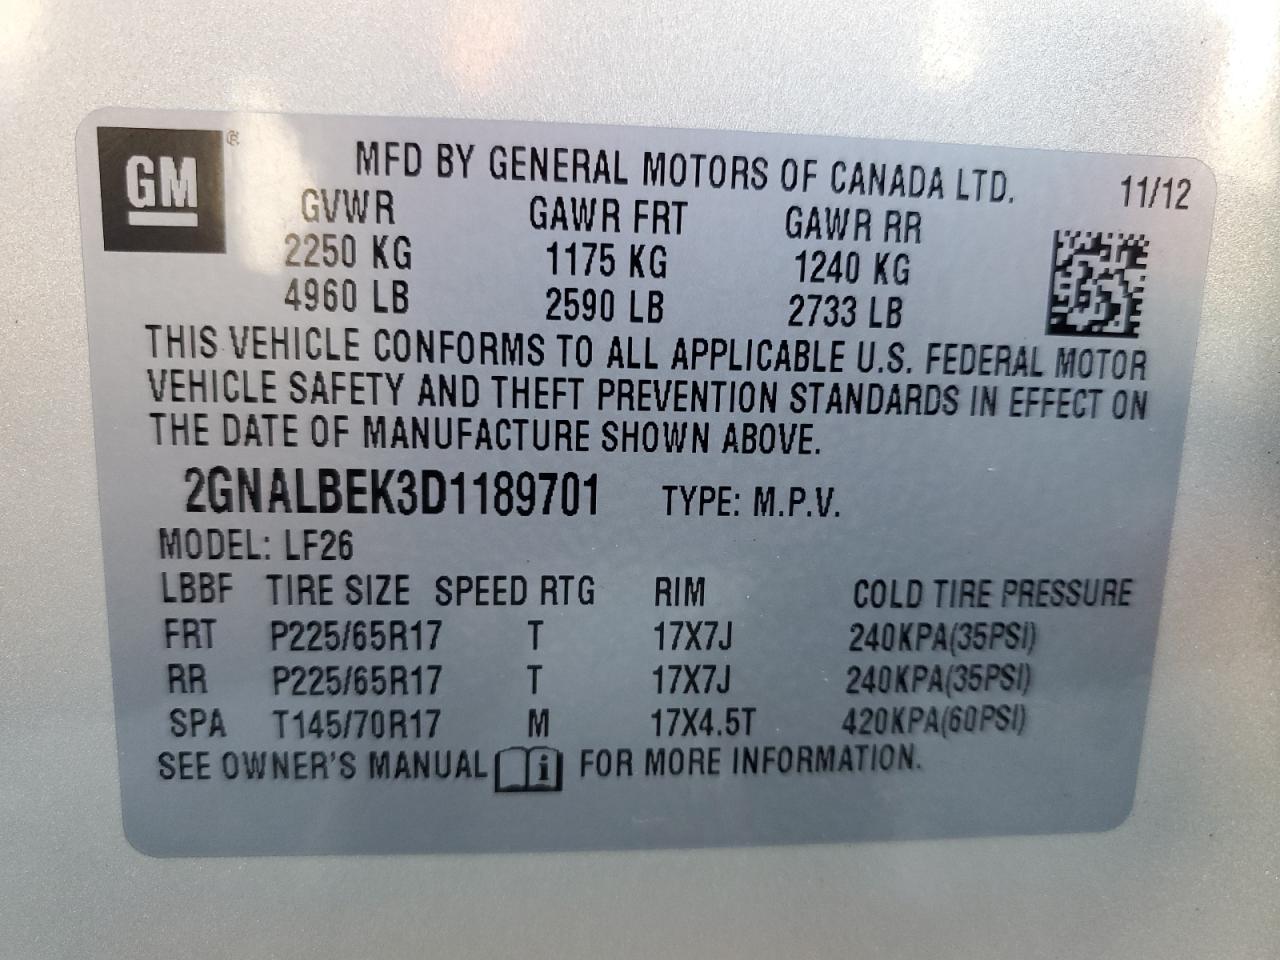 GM ®
MFD BY GENERAL MOTORS OF CANADA LTD. 11/12
GVWR GAWR FRT GAWR RR
2250 KG 1175 KG 1240 KG
4960 LB 2590 LB 2733 LB
THIS VEHICLE CONFORMS TO ALL APPLICABLE U.S. FEDERAL MOTOR
VEHICLE SAFETY AND THEFT PREVENTION STANDARDS IN EFFECT ON
THE DATE OF MANUFACTURE SHOWN ABOVE.
2GNALBEK3D1189701 TYPE: M.P.V.
MODEL: LF26
LBBF TIRE SIZE SPEED RTG RIM COLD TIRE PRESSURE
FRT P225/65R17 T 17X7J 240KPA(35PSI)
RR P225/65R17 T 17X7J 240KPA(35PSI)
SPA T145/70R17 M 17X4.5T 420KPA(60PSI)
SEE OWNER'S MANUAL i FOR MORE INFORMATION.